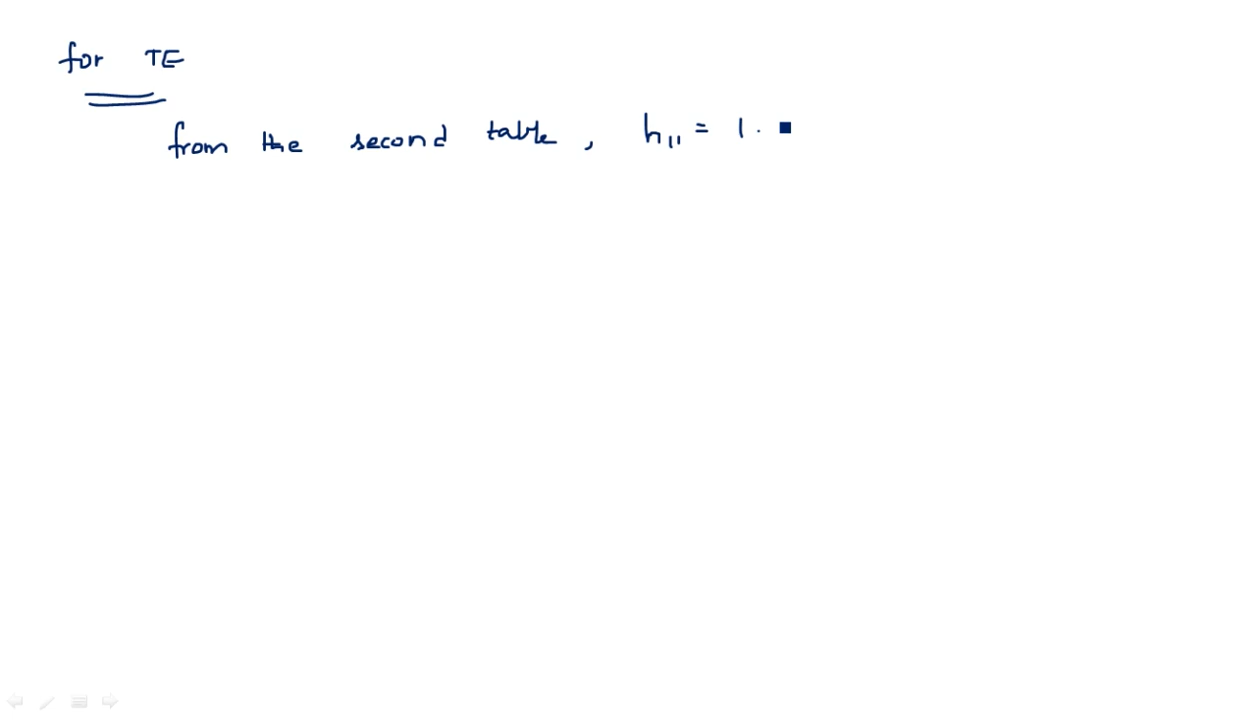 for TE
from the second table, h₁₁ = 1.